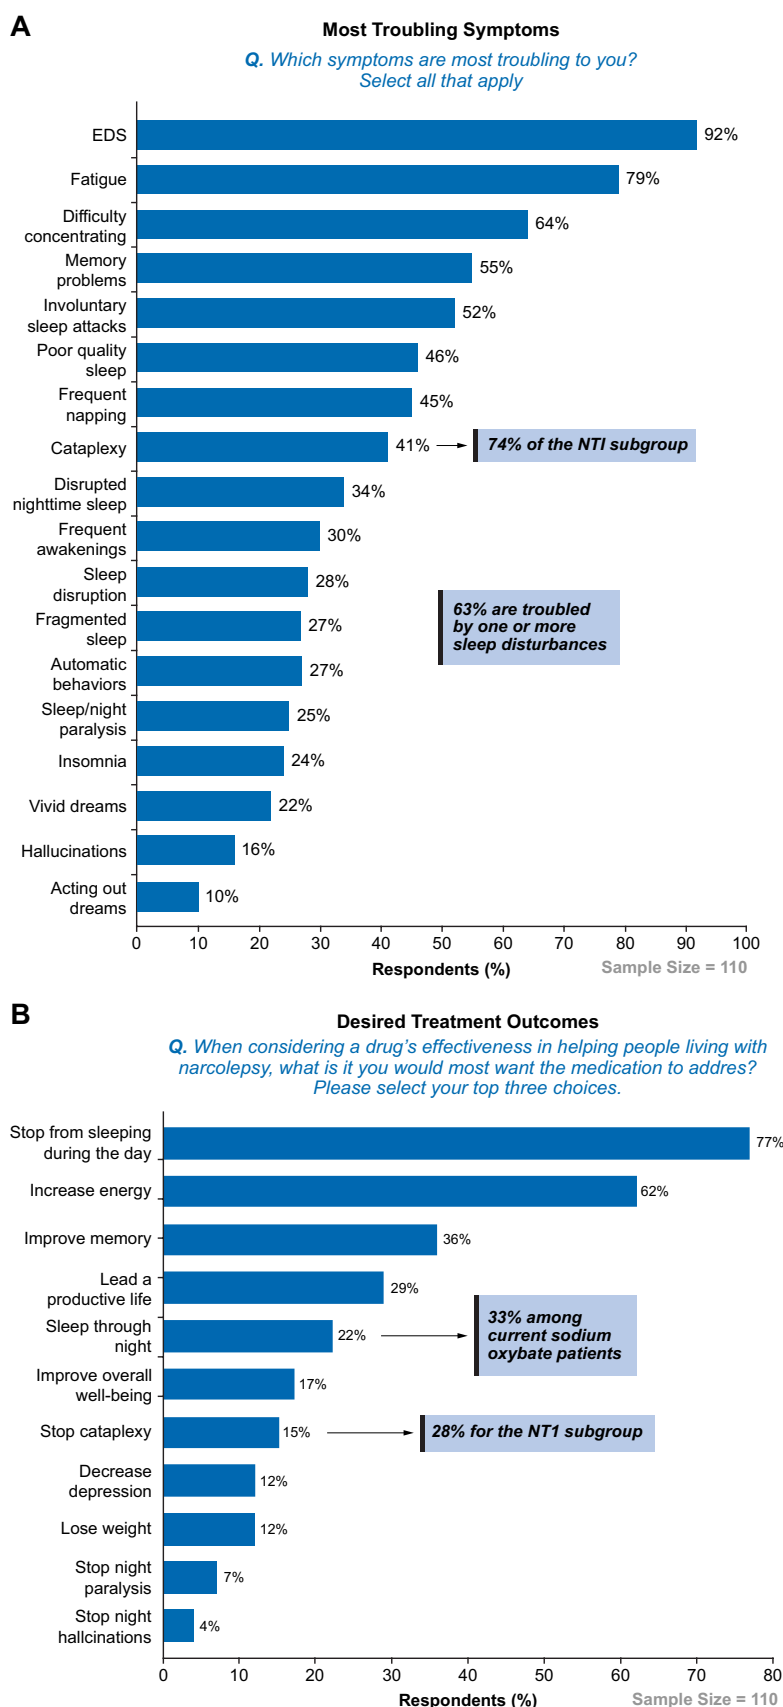 A
Most Troubling Symptoms
Q. Which symptoms are most troubling to you?
Select all that apply
EDS
92%
Fatigue
79%
Difficulty
concentrating
64%
Memory
problems
55%
Involuntary
sleep attacks
52%
Poor quality
sleep
46%
Frequent
napping
45%
Cataplexy
41%
74% of the NTI subgroup
Disrupted
nighttime sleep
34%
Frequent
awakenings
30%
Sleep
disruption
28%
63% are troubled
by one or more
sleep disturbances
Fragmented
sleep
27%
Automatic
behaviors
27%
Sleep/night
paralysis
25%
Insomnia
24%
Vivid dreams
22%
Hallucinations
16%
Acting out
dreams
10%
0 10 20 30 40 50 60 70 80 90 100
Respondents (%)
Sample Size = 110
B
Desired Treatment Outcomes
Q. When considering a drug's effectiveness in helping people living with
narcolepsy, what is it you would most want the medication to addres?
Please select your top three choices.
Stop from sleeping
during the day
77%
Increase energy
62%
Improve memory
36%
Lead a
productive life
29%
Sleep through
night
22%
33% among
current sodium
oxybate patients
Improve overall
well-being
17%
Stop cataplexy
15%
28% for the NT1 subgroup
Decrease
depression
12%
Lose weight
12%
Stop night
paralysis
7%
Stop night
hallcinations
4%
0 10 20 30 40 50 60 70 80
Respondents (%)
Sample Size = 110